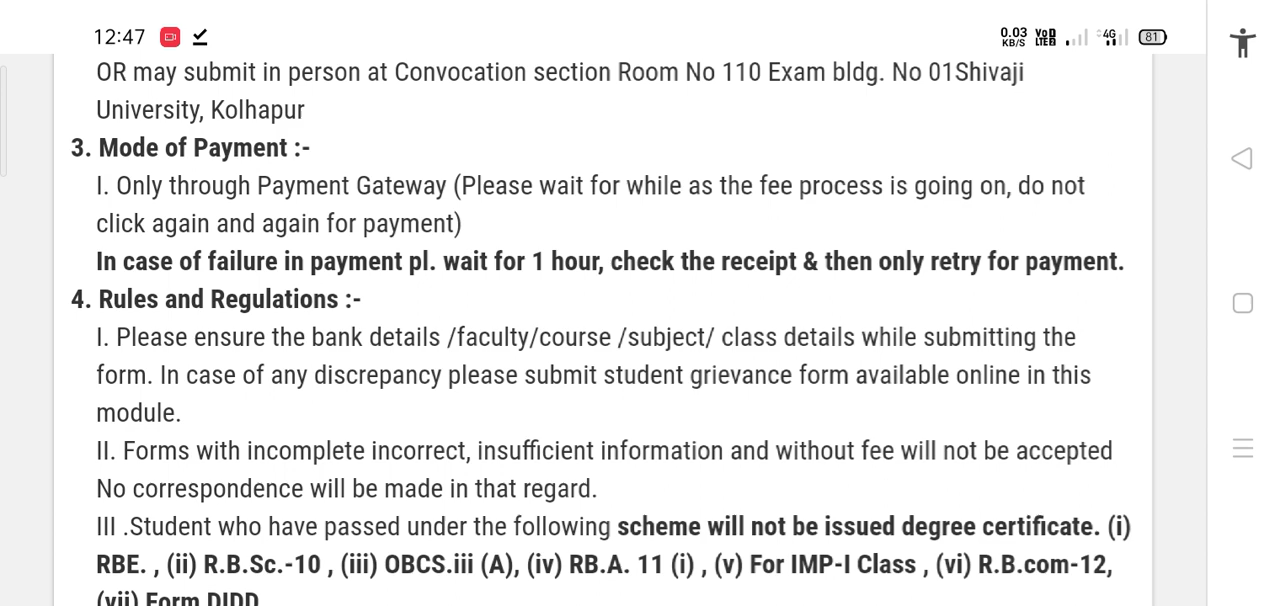 12:47
0.03 KB/S VoD LTE2 4G 81
OR may submit in person at Convocation section Room No 110 Exam bldg. No 01Shivaji
University, Kolhapur
3. Mode of Payment :-
I. Only through Payment Gateway (Please wait for while as the fee process is going on, do not
click again and again for payment)
In case of failure in payment pl. wait for 1 hour, check the receipt & then only retry for payment.
4. Rules and Regulations :-
I. Please ensure the bank details /faculty/course /subject/ class details while submitting the
form. In case of any discrepancy please submit student grievance form available online in this
module.
II. Forms with incomplete incorrect, insufficient information and without fee will not be accepted
No correspondence will be made in that regard.
III .Student who have passed under the following scheme will not be issued degree certificate. (i)
RBE. , (ii) R.B.Sc.-10 , (iii) OBCS.iii (A), (iv) RB.A. 11 (i) , (v) For IMP-I Class , (vi) R.B.com-12,
(vii) Form DIDD